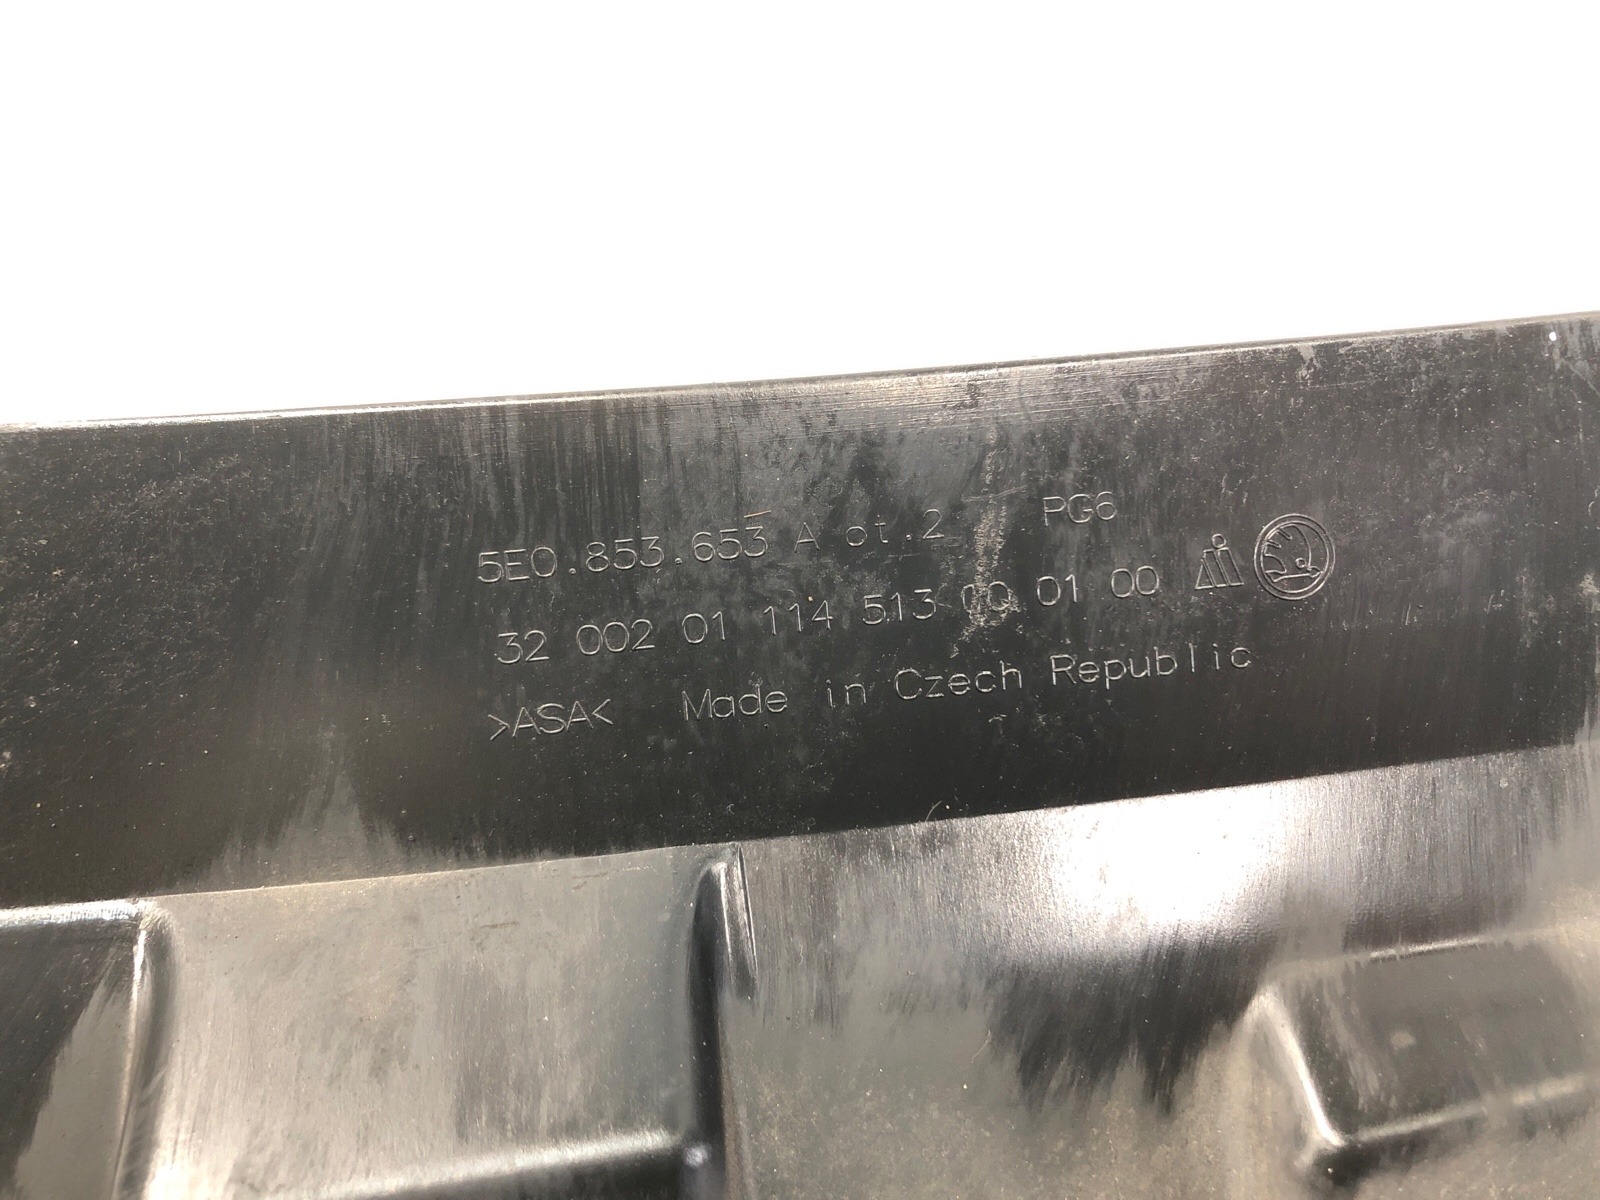 PG6
5E0.853.653 A ot.2
32 002 01 114 513 00 01 00
>ASA< Made in Czech Republic